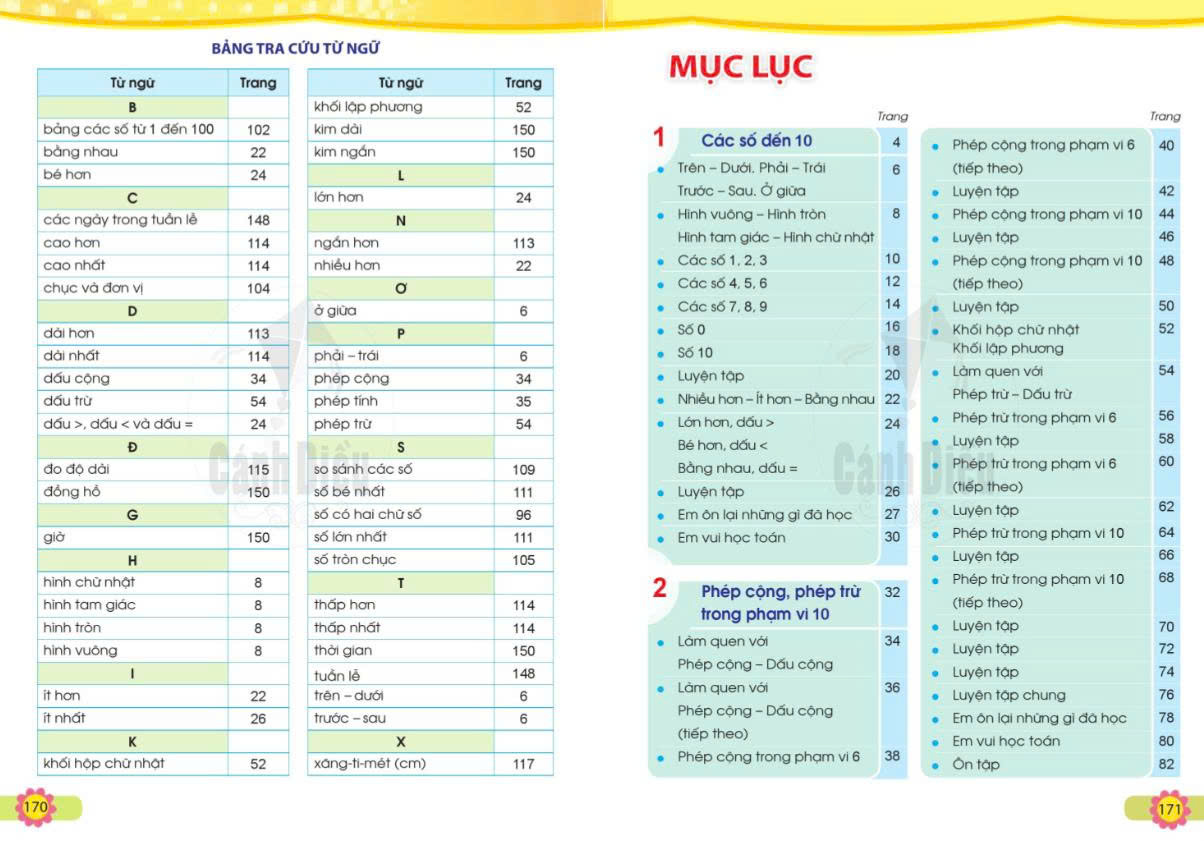 BẢNG TRA CỨU TỪ NGỮ
Từ ngữ Trang
B
bảng các số từ 1 đến 100 102
bằng nhau 22
bé hơn 24
C
các ngày trong tuần lễ 148
cao hơn 114
cao nhất 114
chục và đơn vị 104
D
dài hơn 113
dài nhất 114
dấu cộng 34
dấu trừ 54
dấu >, dấu < và dấu = 24
Đ
đo độ dài 115
đồng hồ 150
G
giờ 150
H
hình chữ nhật 8
hình tam giác 8
hình tròn 8
hình vuông 8
I
ít hơn 22
ít nhất 26
K
khối hộp chữ nhật 52
Từ ngữ Trang
khối lập phương 52
kim dài 150
kim ngắn 150
L
lớn hơn 24
N
ngắn hơn 113
nhiều hơn 22
Ơ
ở giữa 6
P
phải – trái 6
phép cộng 34
phép tính 35
phép trừ 54
S
so sánh các số 109
số bé nhất 111
số có hai chữ số 96
số lớn nhất 111
số tròn chục 105
T
thấp hơn 114
thấp nhất 114
thời gian 150
tuần lễ 148
trên – dưới 6
trước – sau 6
X
xăng-ti-mét (cm) 117
Cánh Diều
170
MỤC LỤC
Trang
1 Các số đến 10 4
Trên – Dưới. Phải – Trái 6
Trước – Sau. Ở giữa
Hình vuông – Hình tròn 8
Hình tam giác – Hình chữ nhật
Các số 1, 2, 3 10
Các số 4, 5, 6 12
Các số 7, 8, 9 14
Số 0 16
Số 10 18
Luyện tập 20
Nhiều hơn – Ít hơn – Bằng nhau 22
Lớn hơn, dấu > 24
Bé hơn, dấu <
Bằng nhau, dấu =
Luyện tập 26
Em ôn lại những gì đã học 27
Em vui học toán 30
2 Phép cộng, phép trừ 32
trong phạm vi 10
Làm quen với 34
Phép cộng – Dấu cộng
Làm quen với 36
Phép cộng – Dấu cộng
(tiếp theo)
Phép cộng trong phạm vi 6 38
Trang
Phép cộng trong phạm vi 6 40
(tiếp theo)
Luyện tập 42
Phép cộng trong phạm vi 10 44
Luyện tập 46
Phép cộng trong phạm vi 10 48
(tiếp theo)
Luyện tập 50
Khối hộp chữ nhật 52
Khối lập phương
Làm quen với 54
Phép trừ – Dấu trừ
Phép trừ trong phạm vi 6 56
Luyện tập 58
Phép trừ trong phạm vi 6 60
(tiếp theo)
Luyện tập 62
Phép trừ trong phạm vi 10 64
Luyện tập 66
Phép trừ trong phạm vi 10 68
(tiếp theo)
Luyện tập 70
Luyện tập 72
Luyện tập 74
Luyện tập chung 76
Em ôn lại những gì đã học 78
Em vui học toán 80
Ôn tập 82
Cánh Diều
171